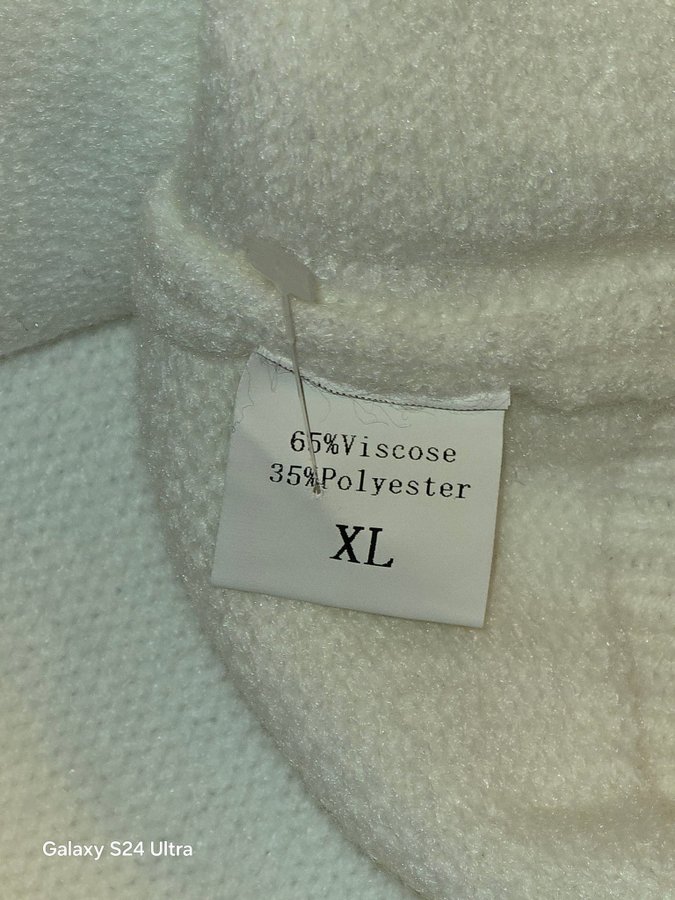 65%Viscose
35%Polyester
XL
Galaxy S24 Ultra